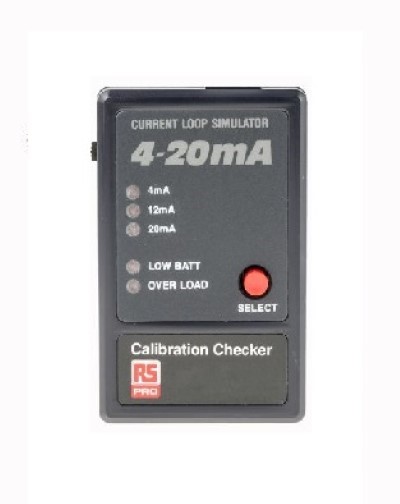 CURRENT LOOP SIMULATOR
4-20mA
4mA
12mA
20mA
LOW BATT
OVER LOAD
SELECT
Calibration Checker
RS
PRO